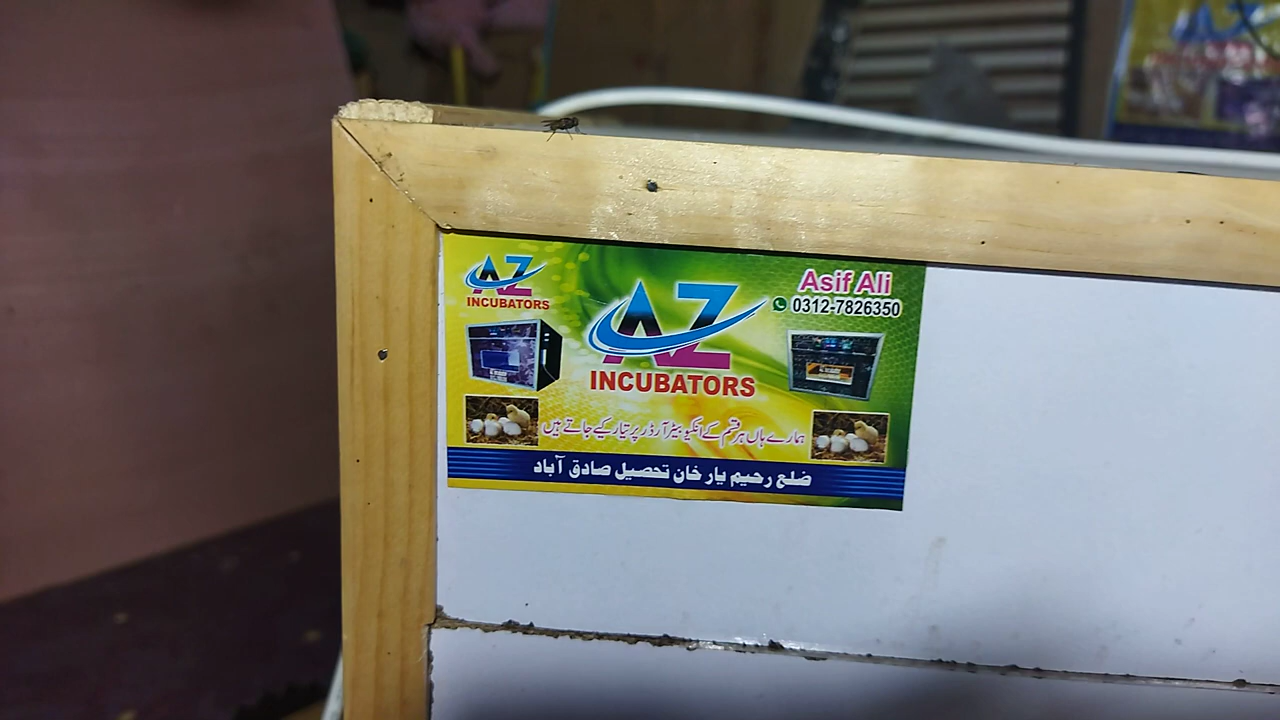 AZ
INCUBATORS
AZ
INCUBATORS
Asif Ali
0312-7826350
ہمارے ہاں ہر قسم کے انکیوبیٹر آرڈر پر تیار کیے جاتے ہیں
ضلع رحیم یار خان تحصیل صادق آباد